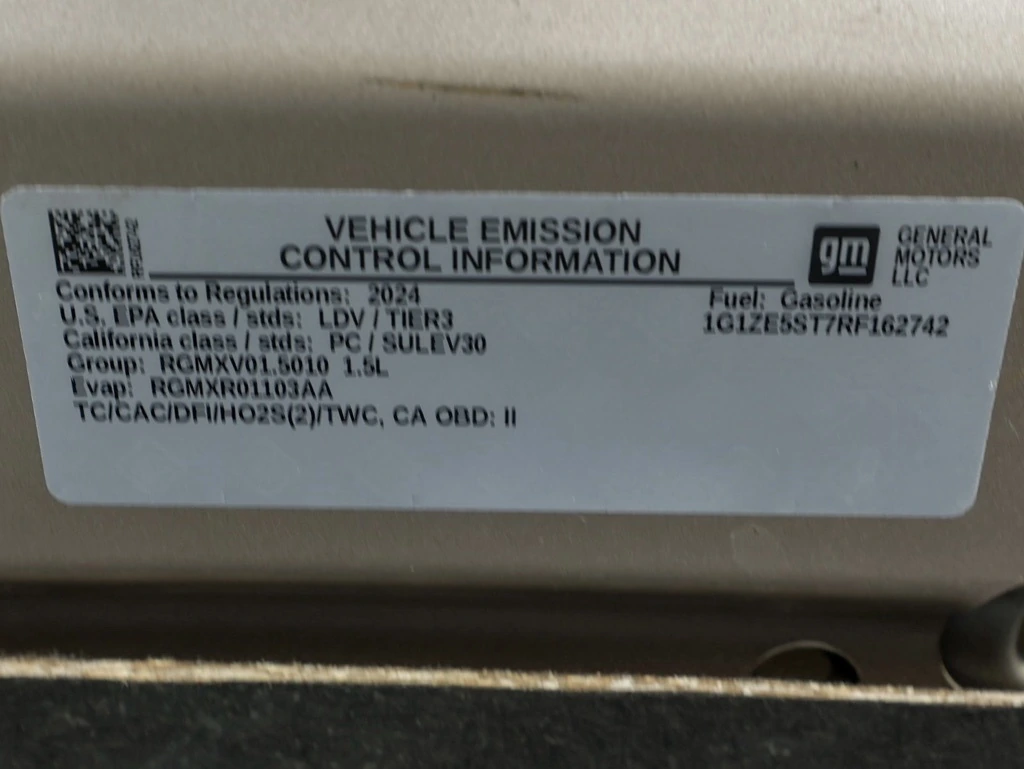 VEHICLE EMISSION
CONTROL INFORMATION
gm
GENERAL
MOTORS
LLC
Conforms to Regulations: 2024
Fuel: Gasoline
U.S. EPA class / stds: LDV / TIER3
1G1ZE5ST7RF162742
California class / stds: PC / SULEV30
Group: RGMXV01.5010 1.5L
Evap: RGMXR01103AA
TC/CAC/DFI/HO2S(2)/TWC, CA OBD: II